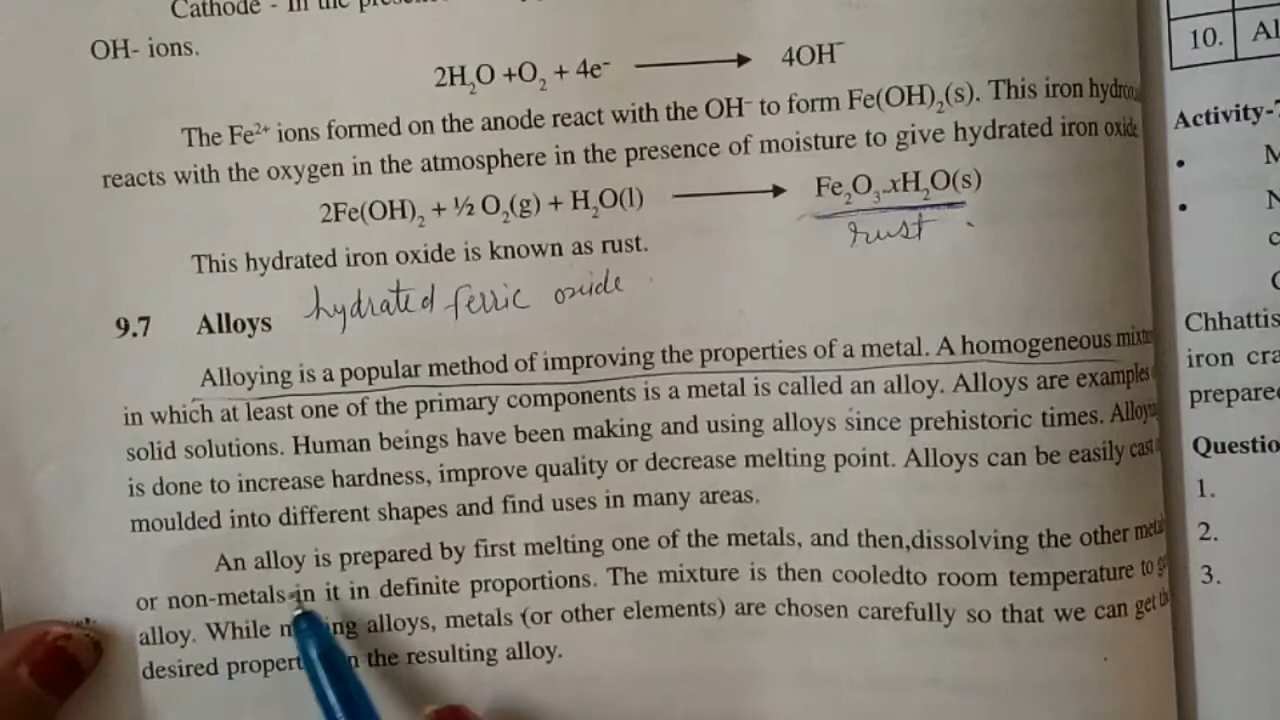 Cathode - In the
OH- ions.
2H₂O +O₂ + 4e⁻ ⟶ 4OH⁻
The Fe²⁺ ions formed on the anode react with the OH⁻ to form Fe(OH)₂(s). This iron
reacts with the oxygen in the atmosphere in the presence of moisture to give hydrated iron oxide
2Fe(OH)₂ + ½ O₂(g) + H₂O(l) ⟶ Fe₂O₃.xH₂O(s)
rust
This hydrated iron oxide is known as rust.
hydrated ferric oxide
9.7 Alloys
Alloying is a popular method of improving the properties of a metal. A homogeneous
in which at least one of the primary components is a metal is called an alloy. Alloys are examples
solid solutions. Human beings have been making and using alloys since prehistoric times.
is done to increase hardness, improve quality or decrease melting point. Alloys can be easily cast
moulded into different shapes and find uses in many areas.
An alloy is prepared by first melting one of the metals, and then,dissolving the other
or non-metals in it in definite proportions. The mixture is then cooledto room temperature to
alloy. While alloys, metals (or other elements) are chosen carefully so that we can get
desired the resulting alloy.
10.
Activity-
Chhattis
iron
Questio
1.
2.
3.